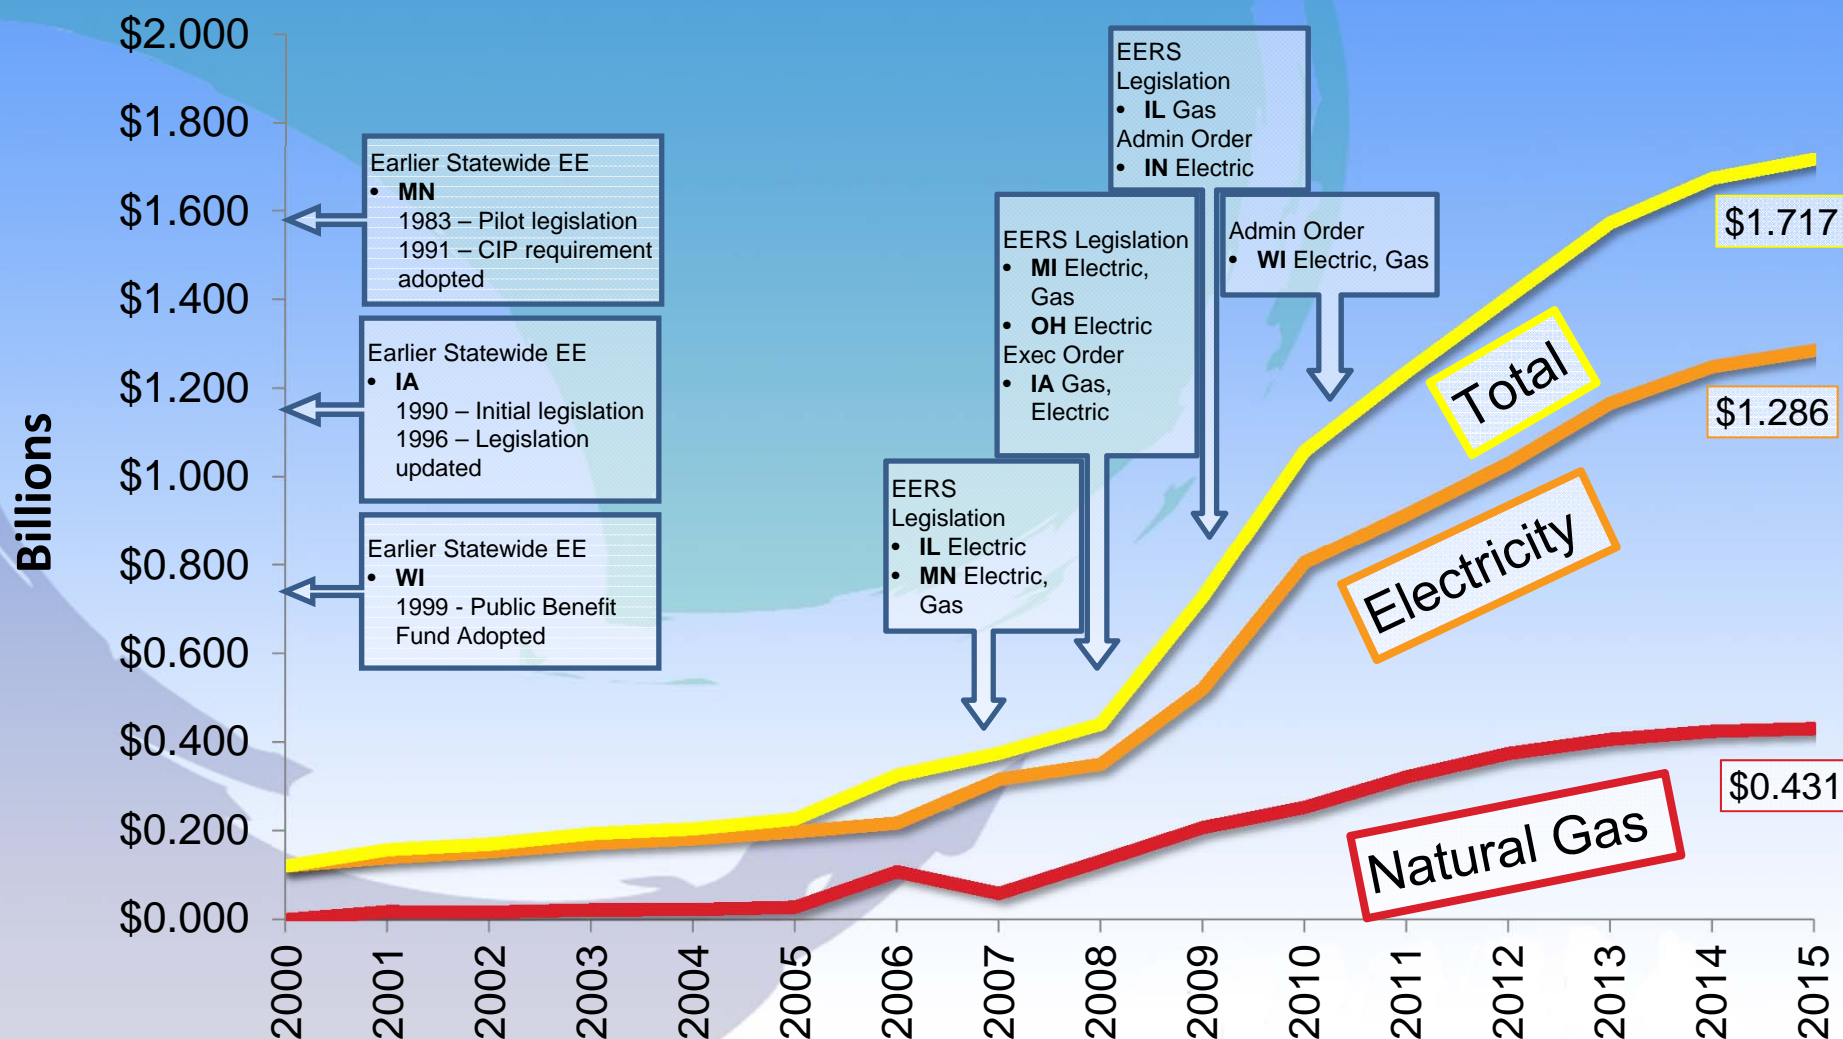 $2.000
$1.800
$1.600
$1.400
$1.200
$1.000
$0.800
$0.600
$0.400
$0.200
$0.000
Billions
Earlier Statewide EE
• MN
1983 – Pilot legislation
1991 – CIP requirement
adopted
Earlier Statewide EE
• IA
1990 – Initial legislation
1996 – Legislation
updated
Earlier Statewide EE
• WI
1999 - Public Benefit
Fund Adopted
EERS
Legislation
• IL Electric
• MN Electric,
Gas
EERS Legislation
• MI Electric,
Gas
• OH Electric
Exec Order
• IA Gas,
Electric
EERS
Legislation
• IL Gas
Admin Order
• IN Electric
Admin Order
• WI Electric, Gas
Total
Electricity
Natural Gas
$1.717
$1.286
$0.431
2000
2001
2002
2003
2004
2005
2006
2007
2008
2009
2010
2011
2012
2013
2014
2015